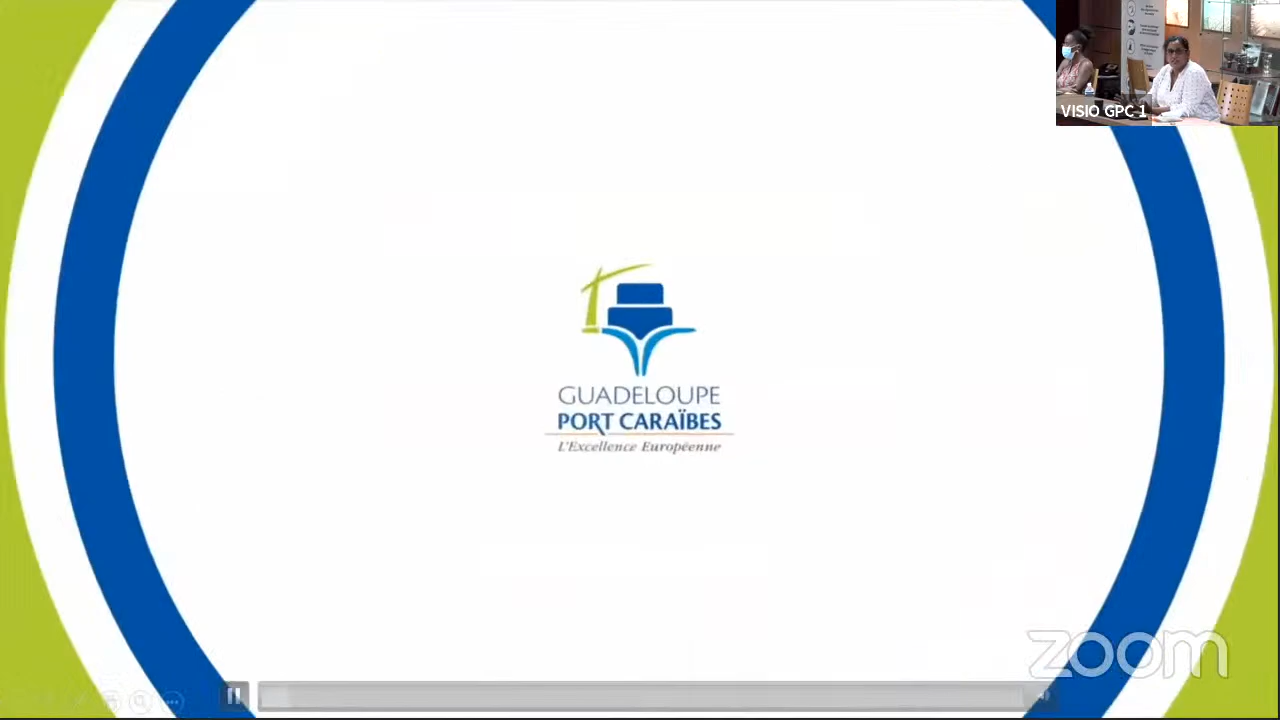 VISIO GPC 1
GUADELOUPE
PORT CARAÏBES
L'Excellence Européenne
zoom